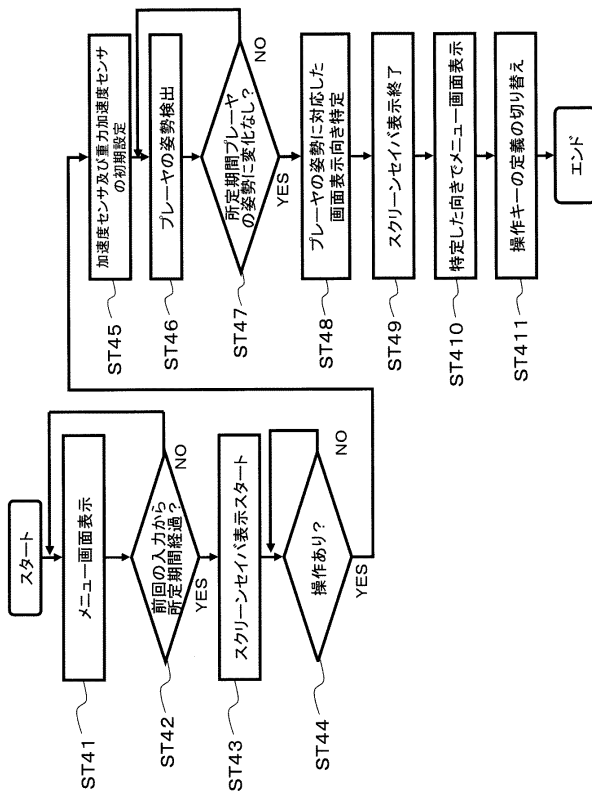 スタート
メニュー画面表示
ST41
前回の入力から
所定期間経過？
ST42
NO
YES
スクリーンセイバ表示スタート
ST43
操作あり？
ST44
NO
YES
加速度センサ及び重力加速度センサ
の初期設定
ST45
プレーヤの姿勢検出
ST46
所定期間プレーヤ
の姿勢に変化なし？
ST47
NO
YES
プレーヤの姿勢に対応した
画面表示向き特定
ST48
スクリーンセイバ表示終了
ST49
特定した向きでメニュー画面表示
ST410
操作キーの定義の切り替え
ST411
エンド